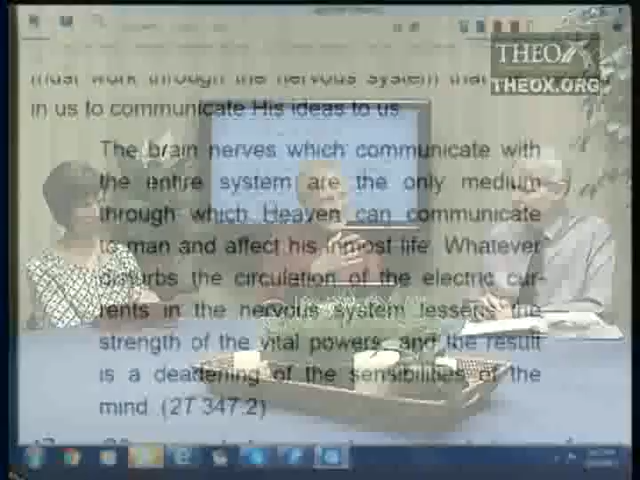 THEOX
THEOX.ORG
must work through the nervous system that
in us to communicate His ideas to us
The brain nerves which communicate with
the entire system are the only medium
through which Heaven can communicate
to man and affect his inmost life. Whatever
disturbs the circulation of the electric cur-
rents in the nervous system lessens the
strength of the vital powers, and the result
is a deadening of the sensibilities of the
mind. (2T 347.2)